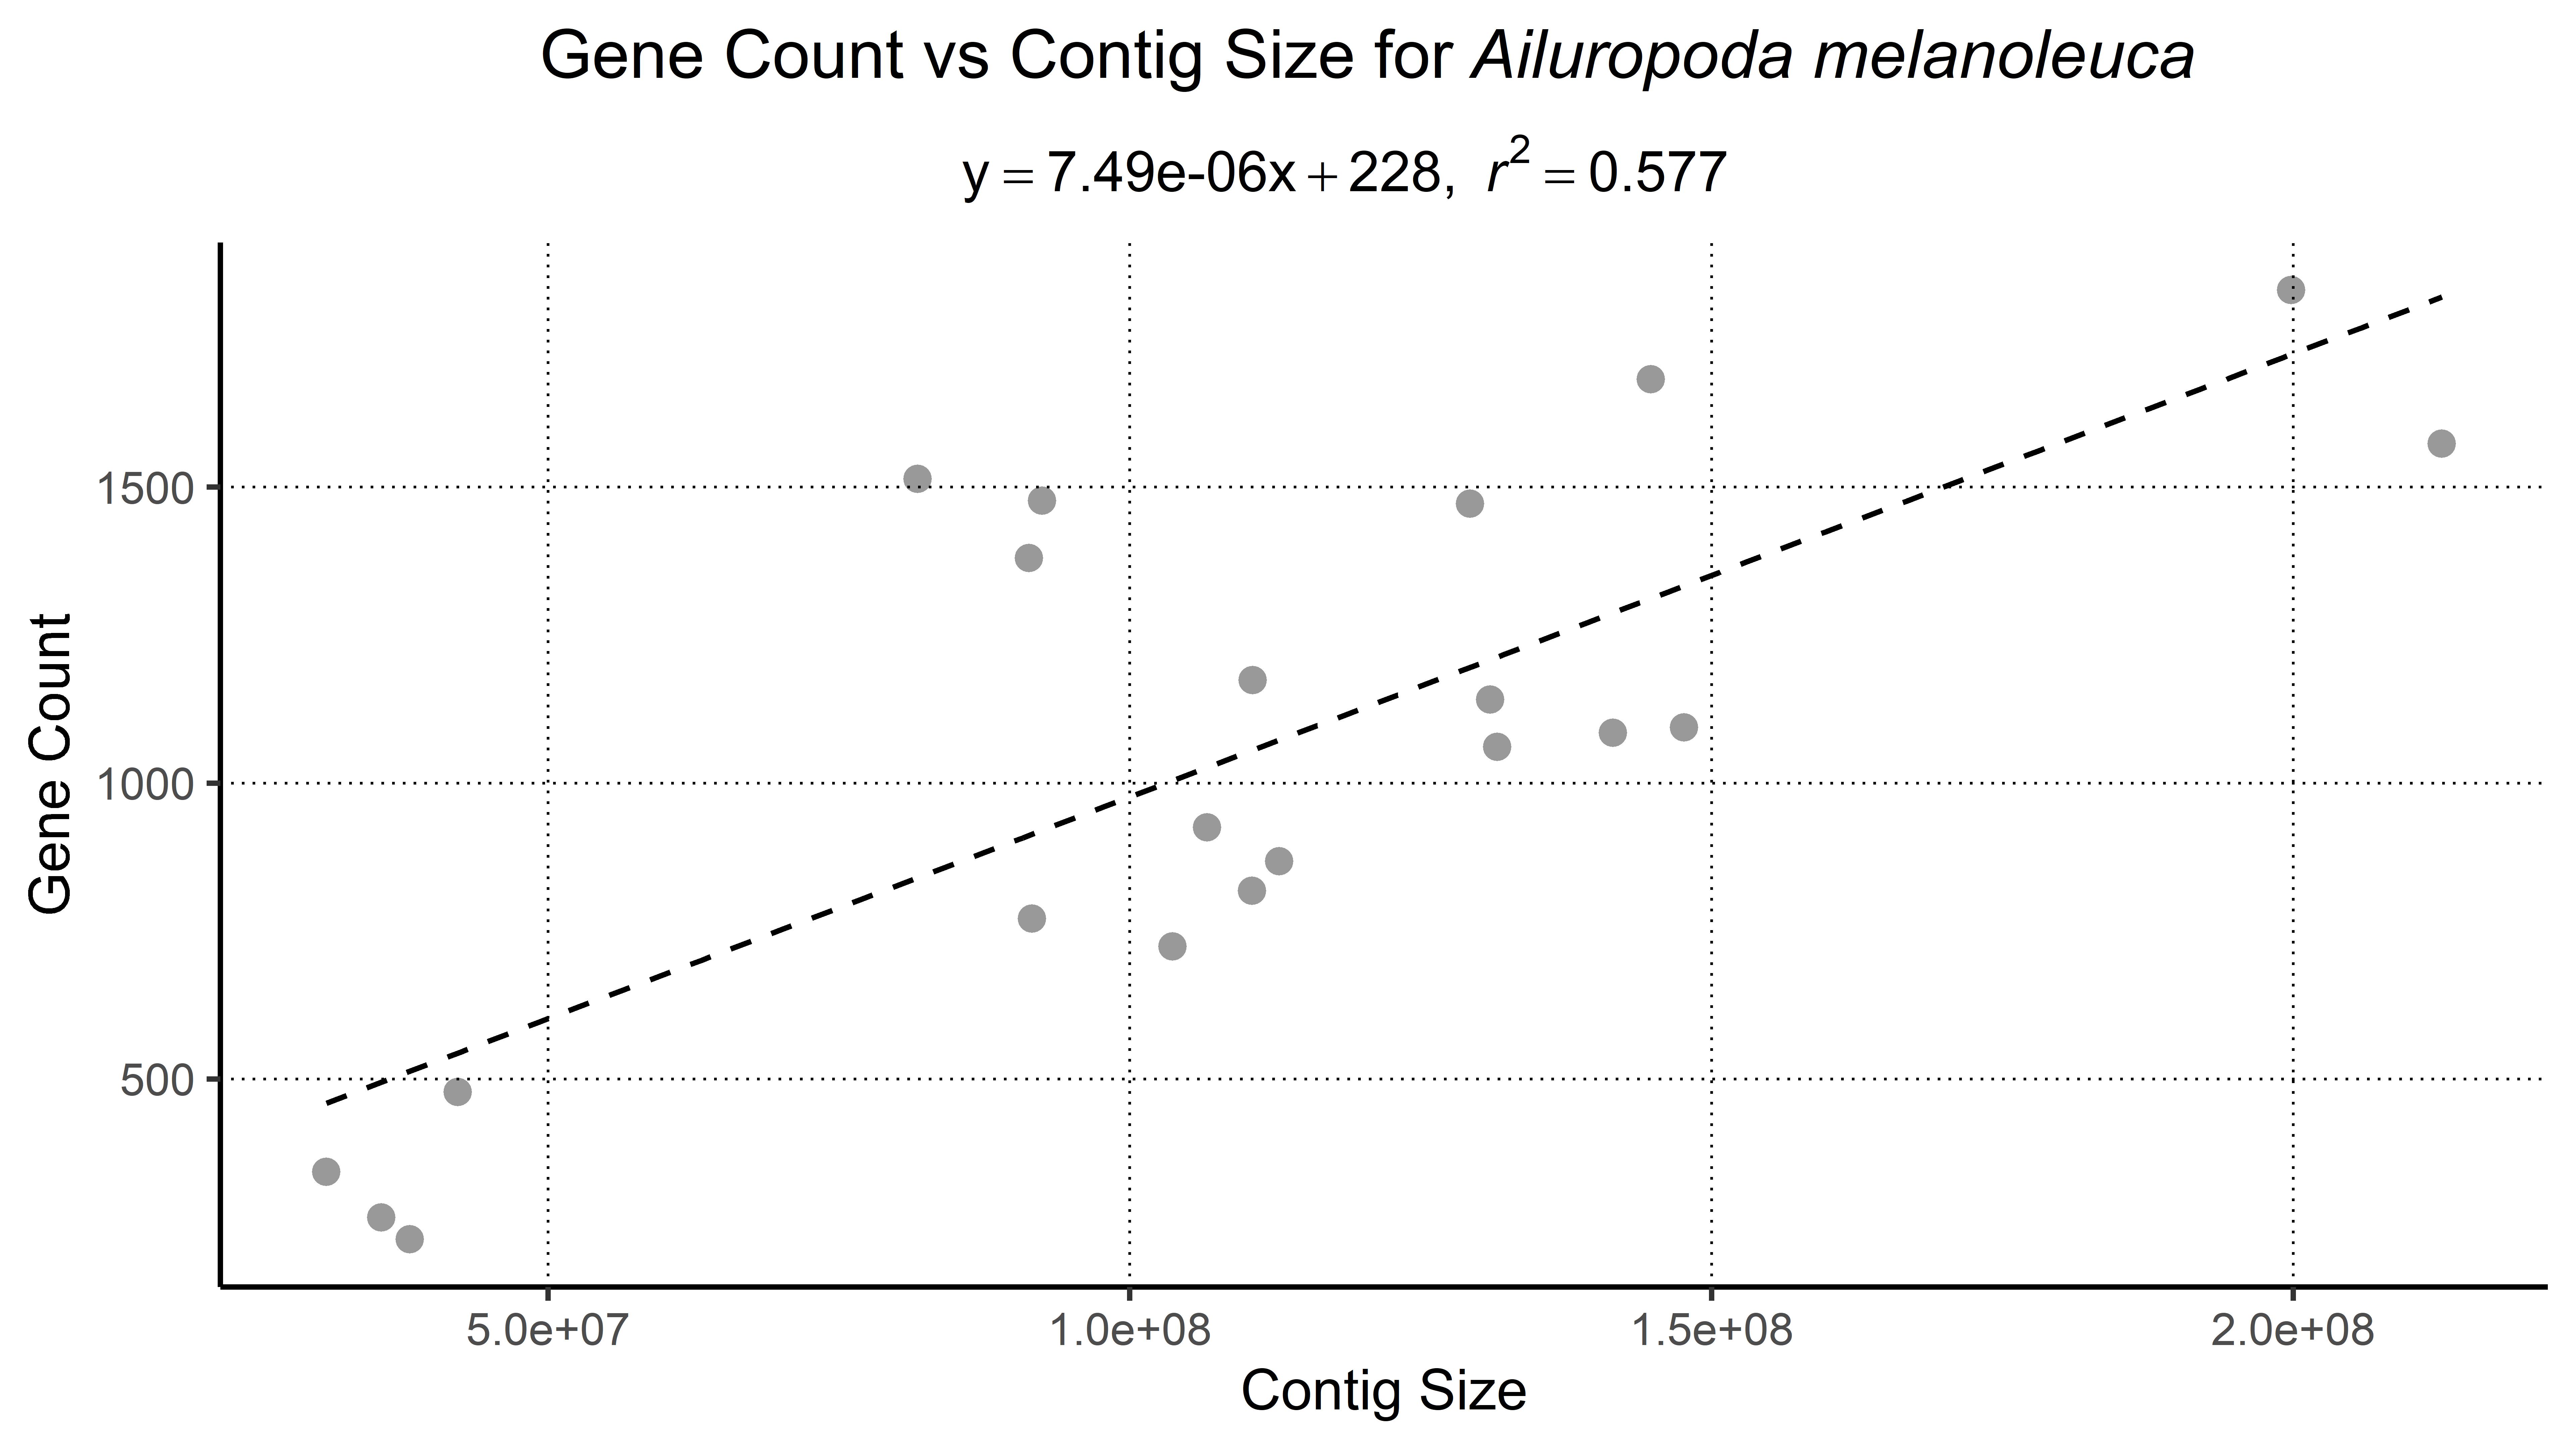 Gene Count vs Contig Size for Ailuropoda melanoleuca
y = 7.49e-06x + 228, r² = 0.577
Gene Count
1500
1000
500
5.0e+07 1.0e+08 1.5e+08 2.0e+08
Contig Size